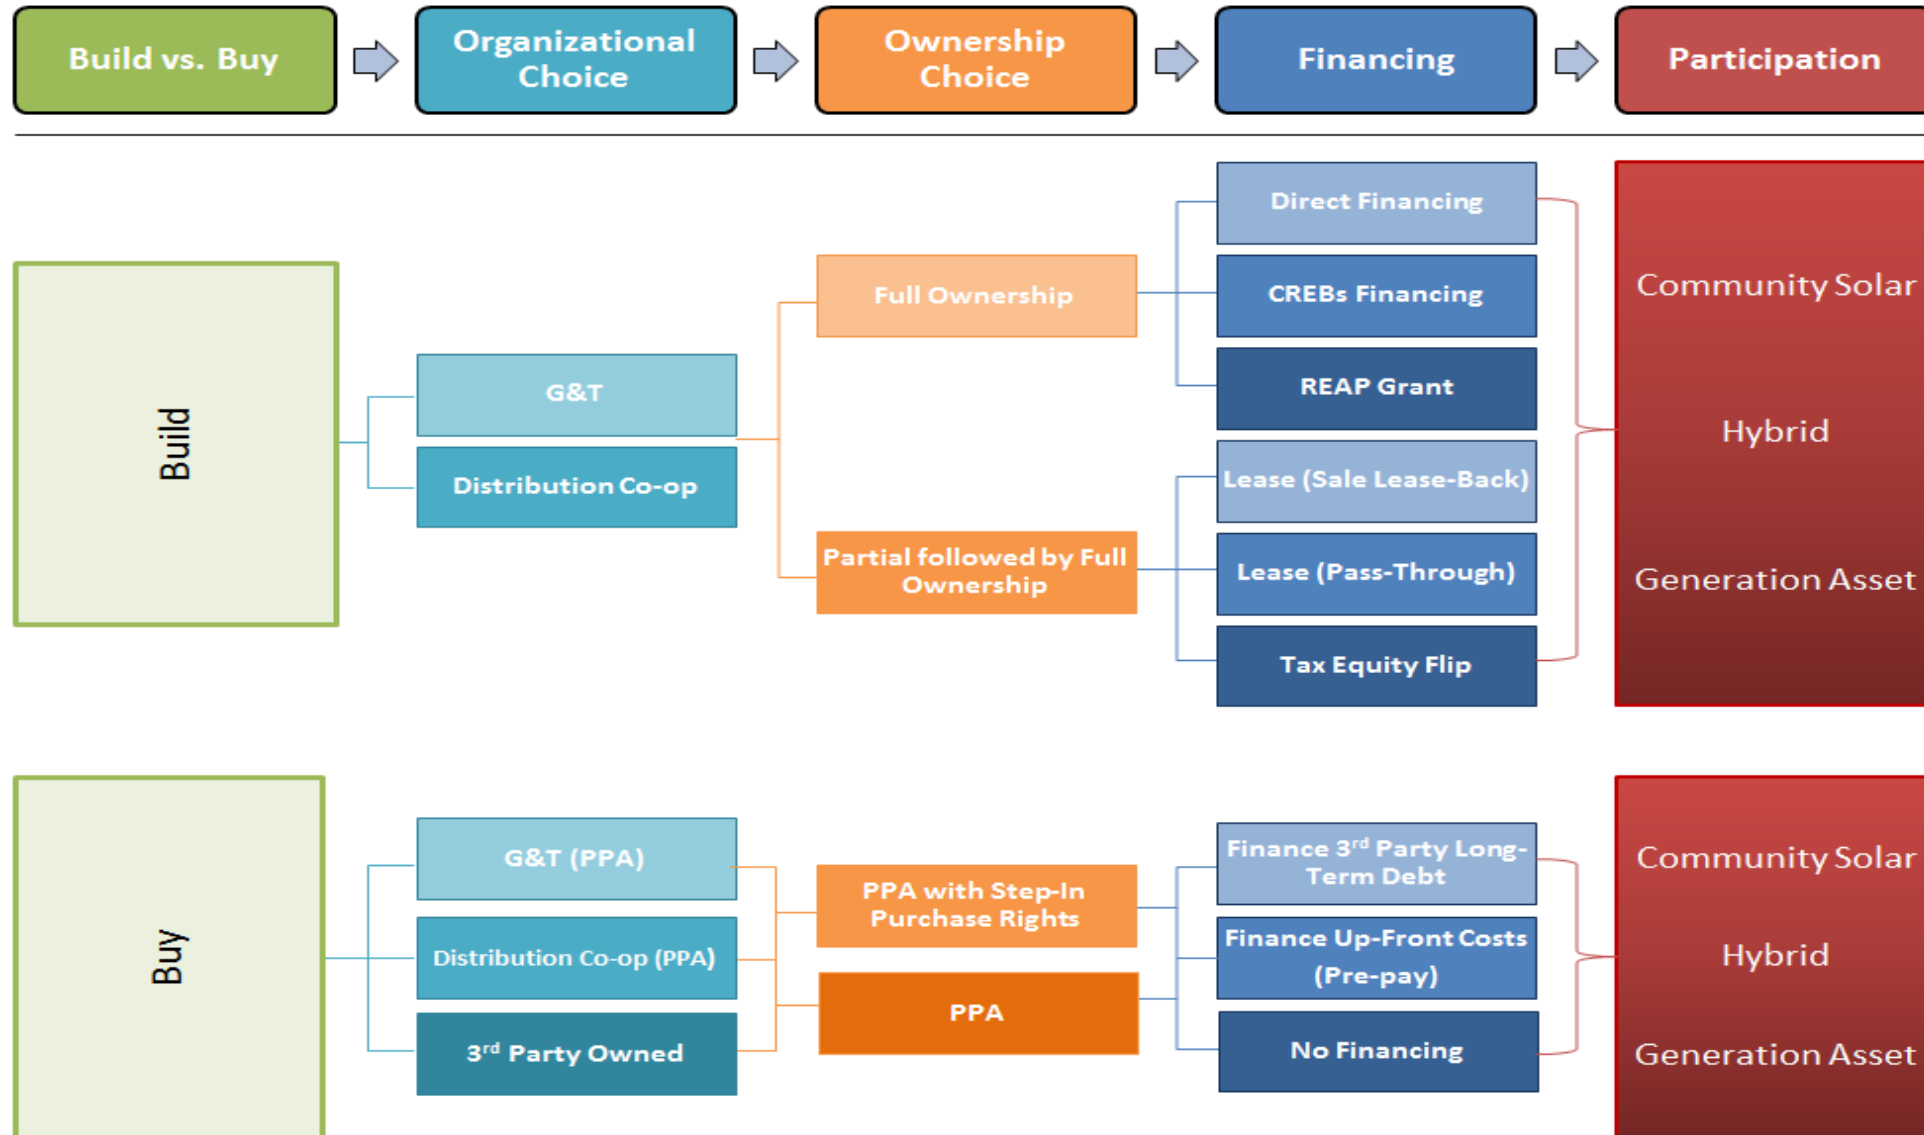 Build vs. Buy
Organizational
Choice
Ownership
Choice
Financing
Participation
Build
G&T
Distribution Co-op
Full Ownership
Partial followed by Full
Ownership
Direct Financing
CREBs Financing
REAP Grant
Lease (Sale Lease-Back)
Lease (Pass-Through)
Tax Equity Flip
Community Solar
Hybrid
Generation Asset
Buy
G&T (PPA)
Distribution Co-op (PPA)
3rd Party Owned
PPA with Step-In
Purchase Rights
PPA
Finance 3rd Party Long-
Term Debt
Finance Up-Front Costs
(Pre-pay)
No Financing
Community Solar
Hybrid
Generation Asset